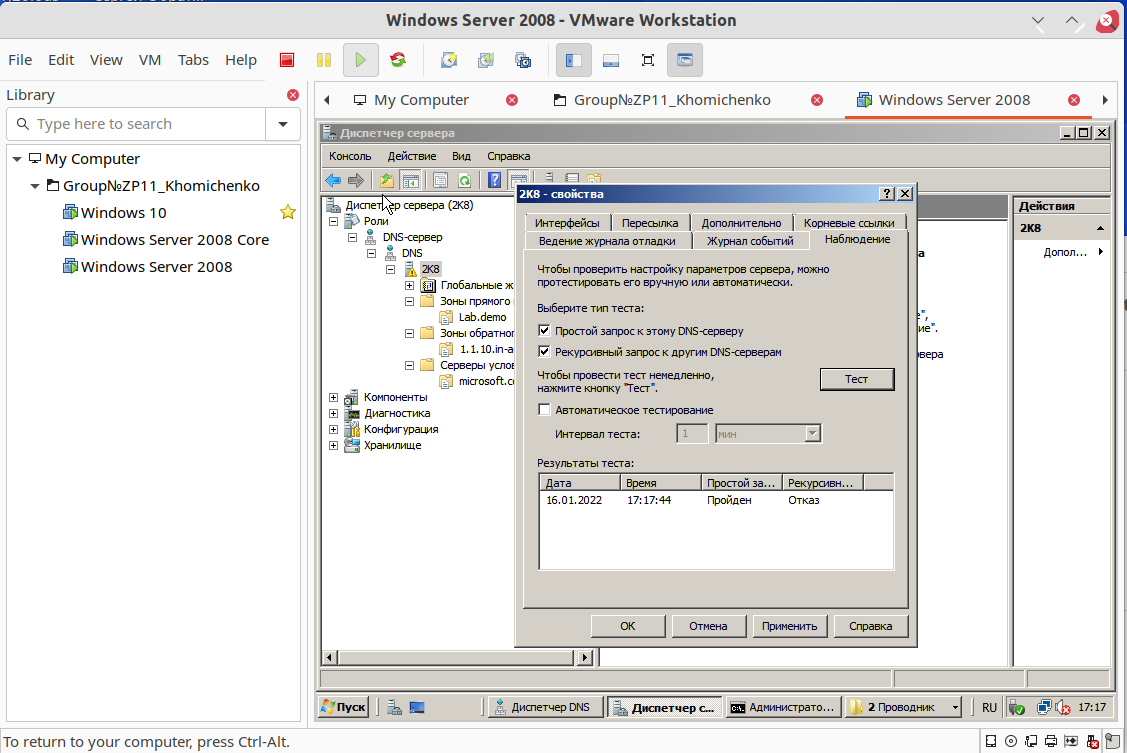 Windows Server 2008 - VMware Workstation
File Edit View VM Tabs Help
Library
Type here to search
My Computer
Group№ZP11_Khomichenko
Windows 10
Windows Server 2008 Core
Windows Server 2008
My Computer
Group№ZP11_Khomichenko
Windows Server 2008
Диспетчер сервера
Консоль Действие Вид Справка
Диспетчер сервера (2K8)
Роли
DNS-сервер
DNS
2K8
Глобальные ж
Зоны прямого
Lab.demo
Зоны обратног
1.1.10.in-a
Серверы услов
microsoft.co
Компоненты
Диагностика
Конфигурация
Хранилище
2K8 - свойства
Интерфейсы Пересылка Дополнительно Корневые ссылки
Ведение журнала отладки Журнал событий Наблюдение
Чтобы проверить настройку параметров сервера, можно
протестировать его вручную или автоматически.
Выберите тип теста:
Простой запрос к этому DNS-серверу
Рекурсивный запрос к другим DNS-серверам
Чтобы провести тест немедленно,
нажмите кнопку "Тест".
Тест
Автоматическое тестирование
Интервал теста: 1 мин
Результаты теста:
Дата Время Простой за... Рекурсивн...
16.01.2022 17:17:44 Пройден Отказ
ОК Отмена Применить Справка
а
е",
ие".
рвера
Действия
2K8
Допол...
Пуск
Диспетчер DNS
Диспетчер с...
Администрато...
2 Проводник
RU
17:17
To return to your computer, press Ctrl-Alt.